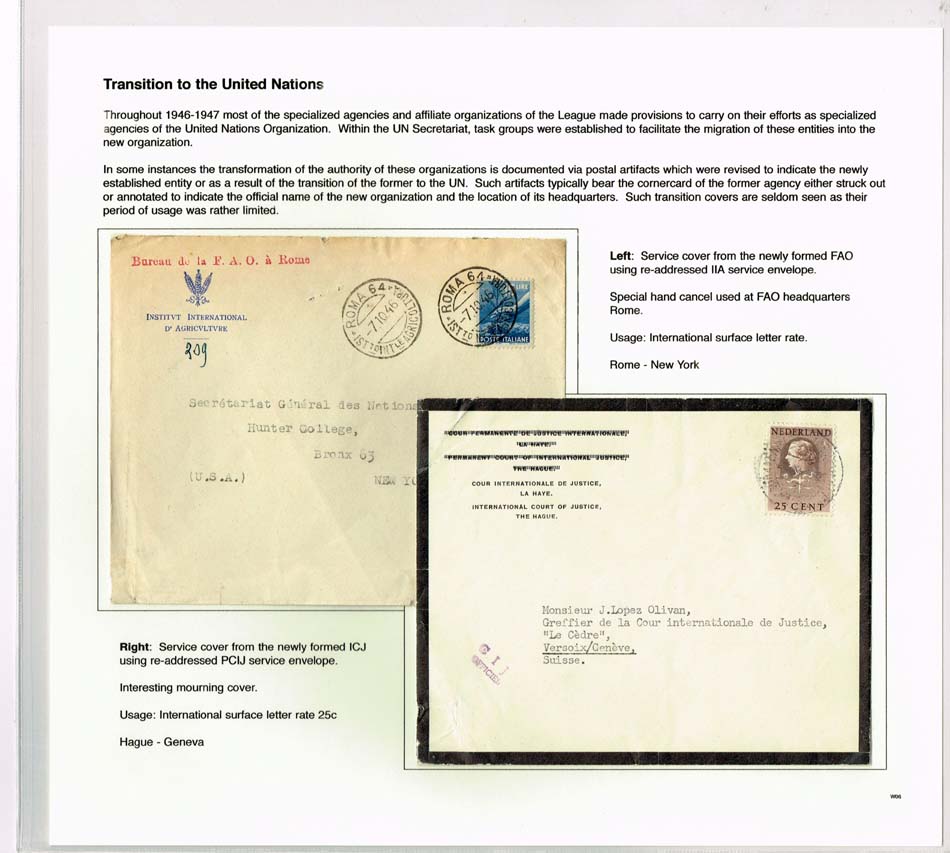 Transition to the United Nations
Throughout 1946-1947 most of the specialized agencies and affiliate organizations of the League made provisions to carry on their efforts as specialized
agencies of the United Nations Organization. Within the UN Secretariat, task groups were established to facilitate the migration of these entities into the
new organization.
In some instances the transformation of the authority of these organizations is documented via postal artifacts which were revised to indicate the newly
established entity or as a result of the transition of the former to the UN. Such artifacts typically bear the cornercard of the former agency either struck out
or annotated to indicate the official name of the new organization and the location of its headquarters. Such transition covers are seldom seen as their
period of usage was rather limited.
Bureau de la F. A. O. à Rome
INSTITVT INTERNATIONAL
D'AGRICVLTVRE
209
ROMA 64
-7.10.46
ROMA 64
-7.10.46
LIRE
POSTE ITALIANE
Secrétariat Général des Nations
Hunter College,
Bronx 63
(U.S.A.)
NEW YO
Left: Service cover from the newly formed FAO
using re-addressed IIA service envelope.
Special hand cancel used at FAO headquarters
Rome.
Usage: International surface letter rate.
Rome - New York
"COUR PERMANENTE DE JUSTICE INTERNATIONALE,
LA HAYE."
"PERMANENT COURT OF INTERNATIONAL JUSTICE,
THE HAGUE."
COUR INTERNATIONALE DE JUSTICE,
LA HAYE.
INTERNATIONAL COURT OF JUSTICE,
THE HAGUE.
NEDERLAND
25 CENT
Monsieur J.Lopez Olivan,
Greffier de la Cour internationale de Justice,
"Le Cèdre",
Versoix/Genève,
Suisse.
C I J
OFFICIEL
Right: Service cover from the newly formed ICJ
using re-addressed PCIJ service envelope.
Interesting mourning cover.
Usage: International surface letter rate 25c
Hague - Geneva
W06